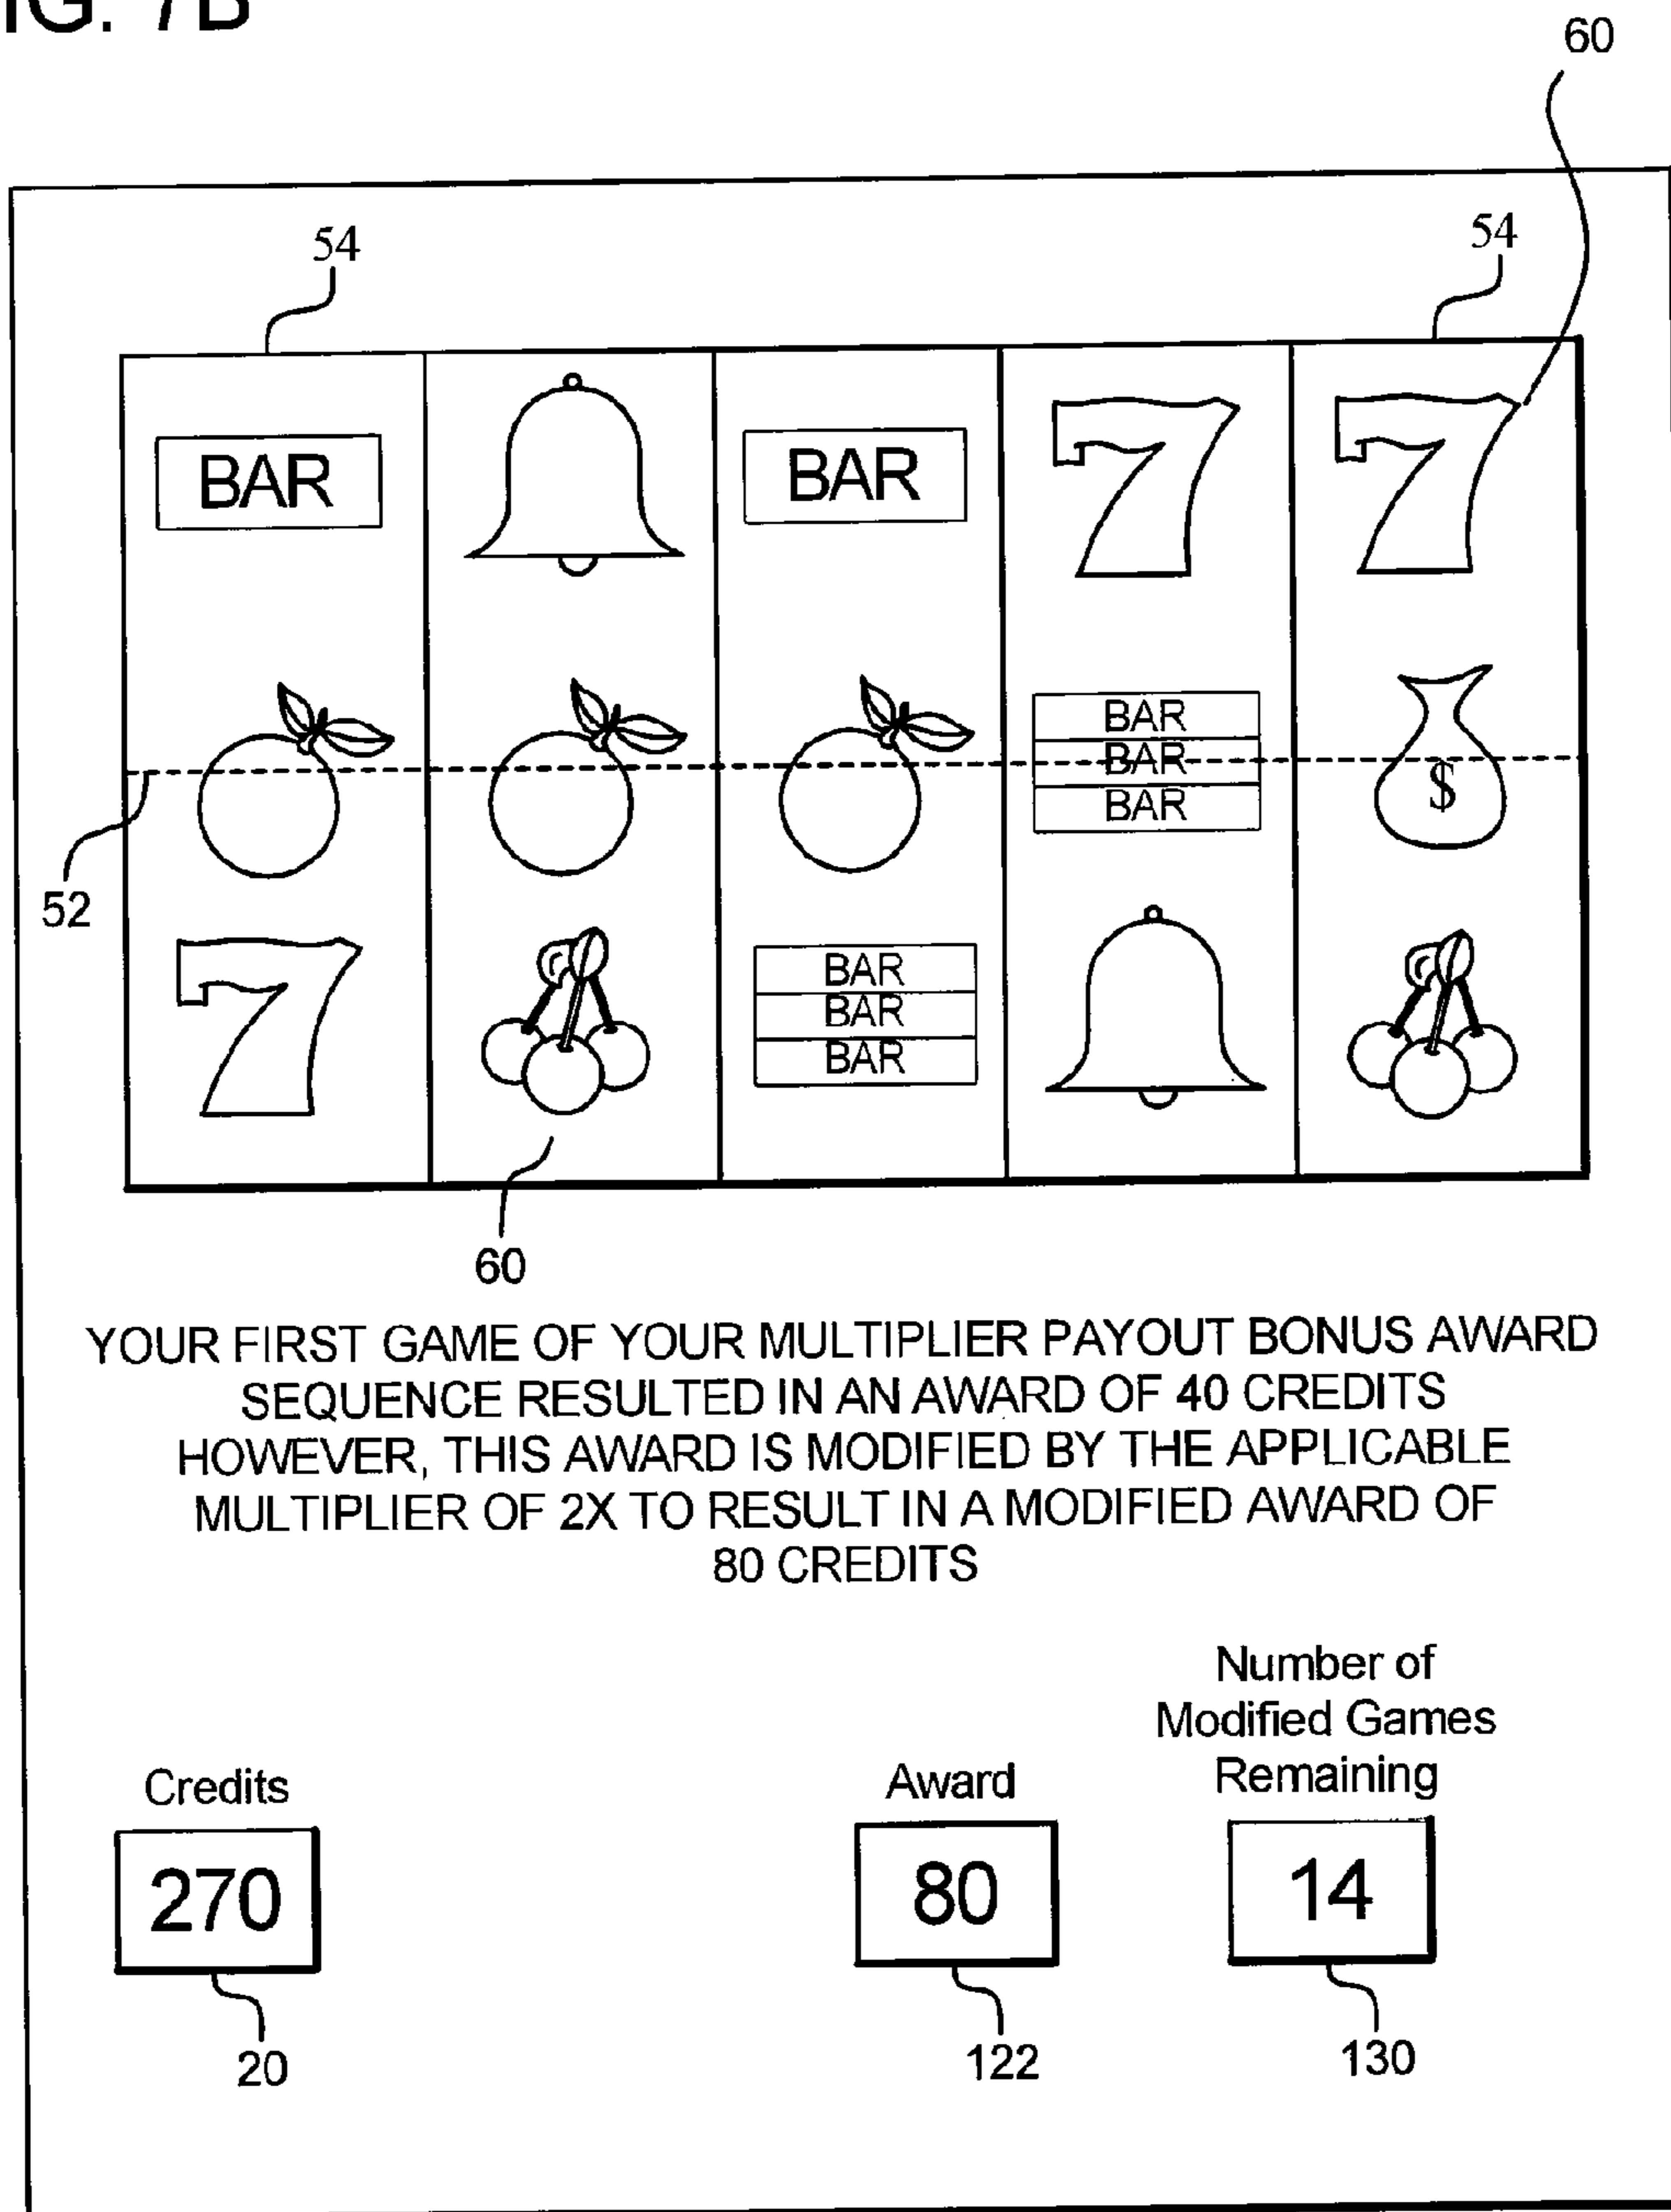 FIG. 7B
60
54 54
BAR BAR 7 7
BAR
BAR
BAR
$
52
7
BAR
BAR
BAR
60
YOUR FIRST GAME OF YOUR MULTIPLIER PAYOUT BONUS AWARD
SEQUENCE RESULTED IN AN AWARD OF 40 CREDITS
HOWEVER, THIS AWARD IS MODIFIED BY THE APPLICABLE
MULTIPLIER OF 2X TO RESULT IN A MODIFIED AWARD OF
80 CREDITS
Credits
270
20
Award
80
122
Number of
Modified Games
Remaining
14
130